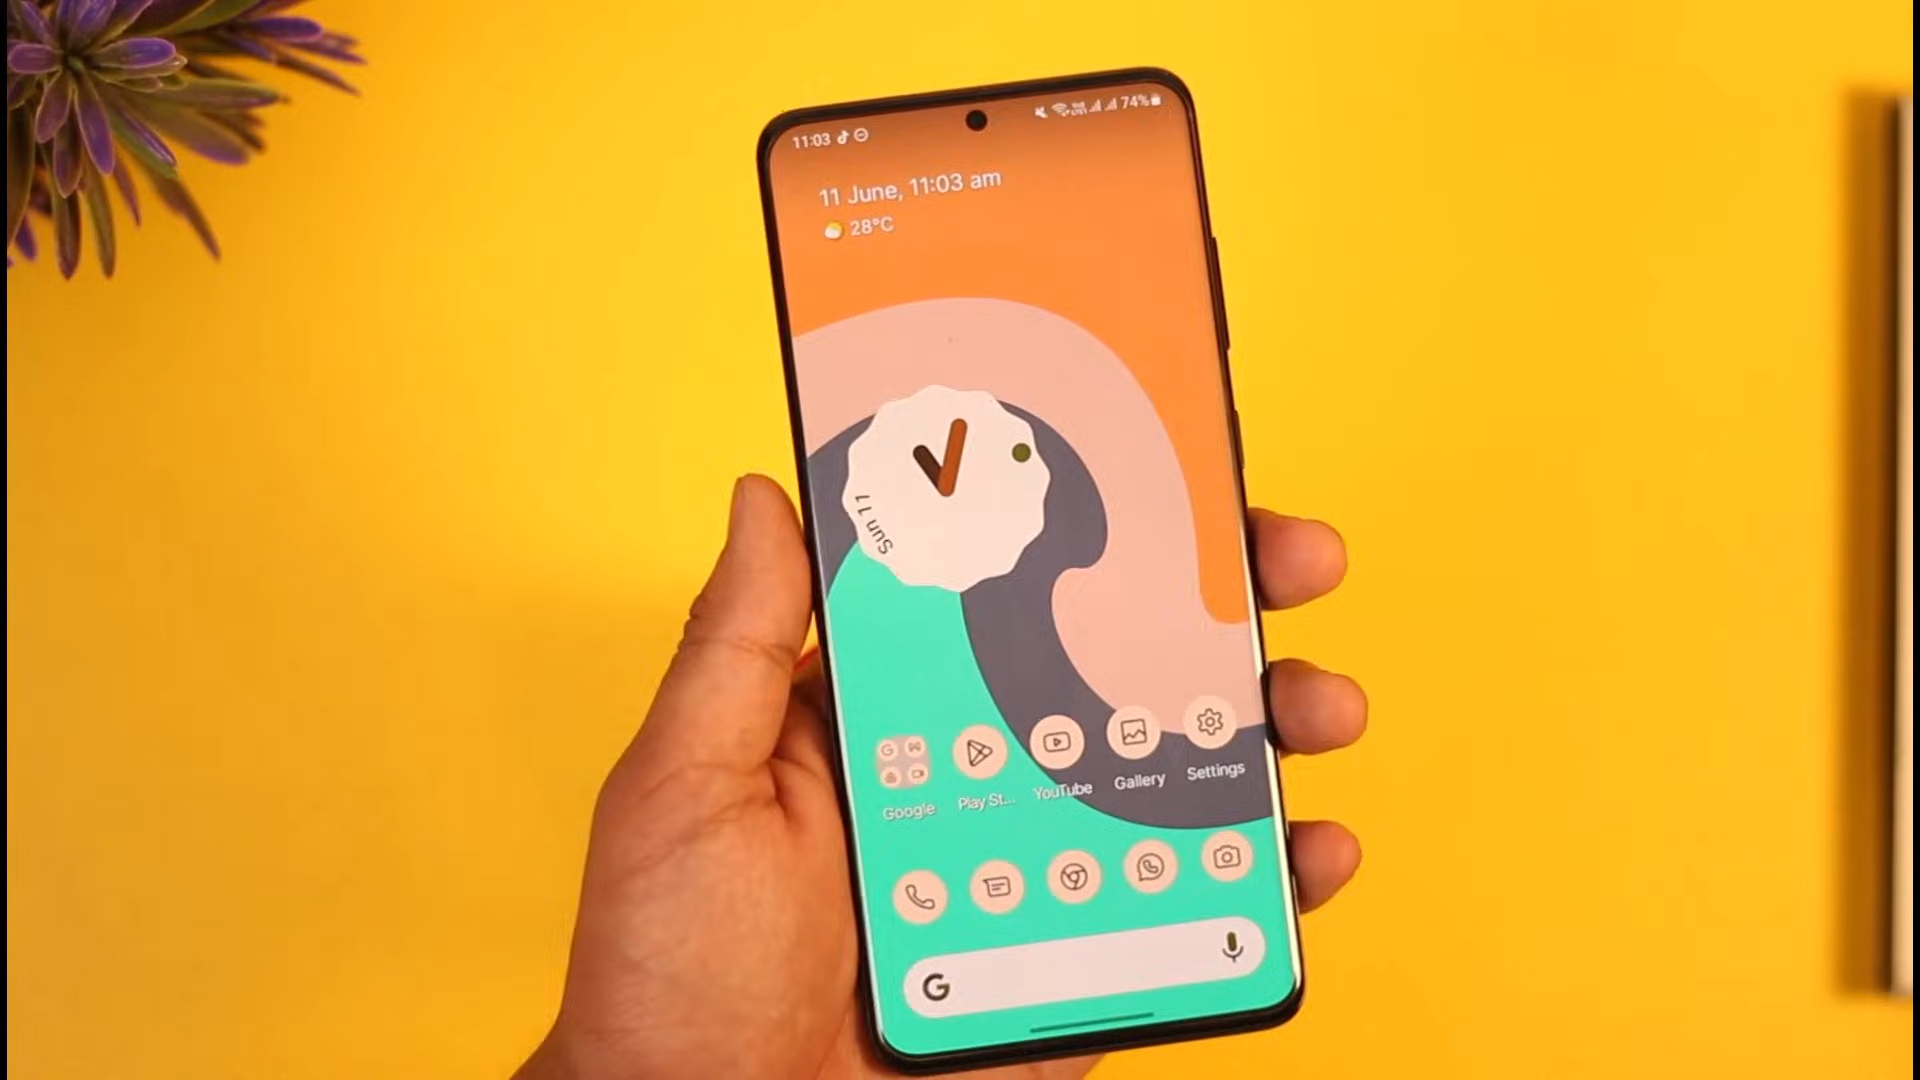 11:03
74%
11 June, 11:03 am
28°C
Sun 11
Google
Play St...
YouTube
Gallery
Settings
G